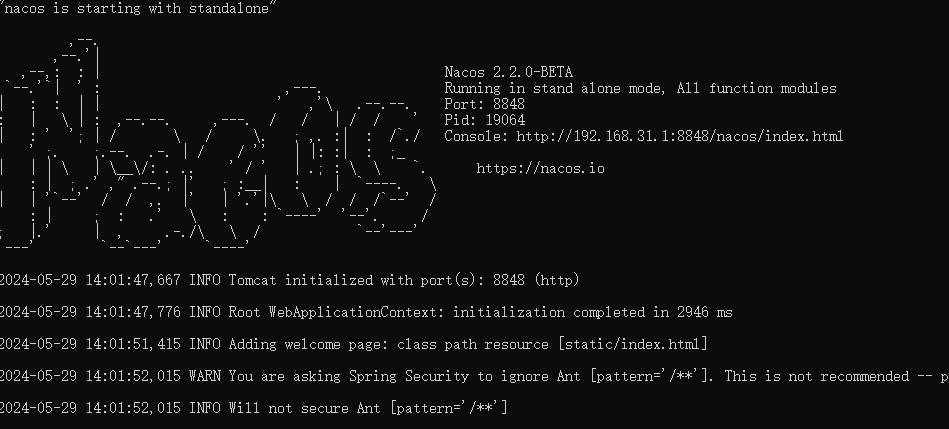 "nacos is starting with standalone"
Nacos 2.2.0-BETA
Running in stand alone mode, All function modules
Port: 8848
Pid: 19064
Console: http://192.168.31.1:8848/nacos/index.html
https://nacos.io
2024-05-29 14:01:47,667 INFO Tomcat initialized with port(s): 8848 (http)
2024-05-29 14:01:47,776 INFO Root WebApplicationContext: initialization completed in 2946 ms
2024-05-29 14:01:51,415 INFO Adding welcome page: class path resource [static/index.html]
2024-05-29 14:01:52,015 WARN You are asking Spring Security to ignore Ant [pattern='/**']. This is not recommended -- p
2024-05-29 14:01:52,015 INFO Will not secure Ant [pattern='/**']